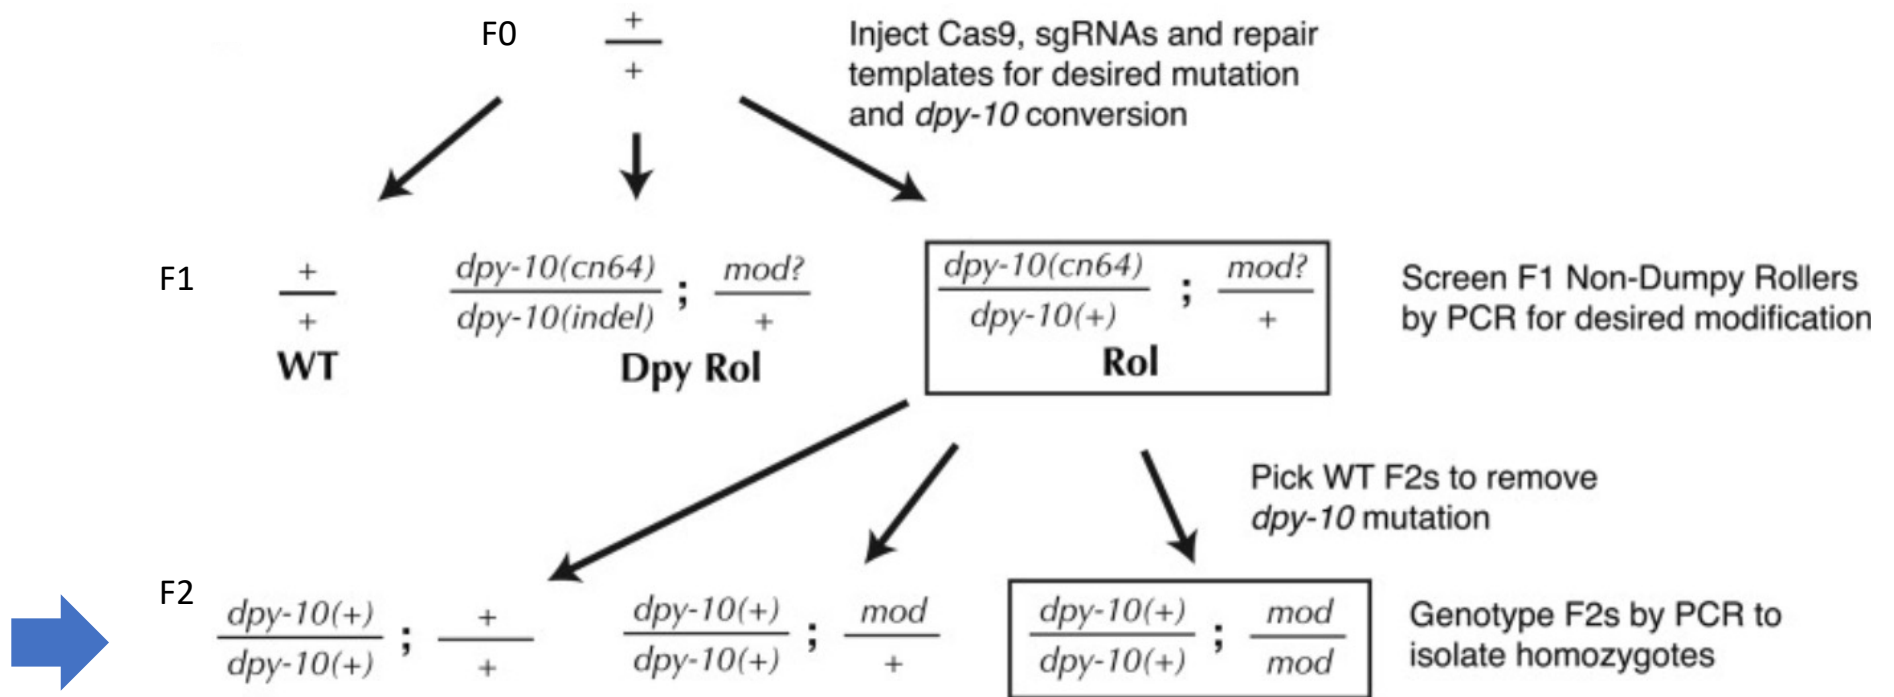 F0
+
+
Inject Cas9, sgRNAs and repair
templates for desired mutation
and dpy-10 conversion
F1
+
+
WT
dpy-10(cn64) ; mod?
dpy-10(indel) +
Dpy Rol
dpy-10(cn64) ; mod?
dpy-10(+) +
Rol
Screen F1 Non-Dumpy Rollers
by PCR for desired modification
Pick WT F2s to remove
dpy-10 mutation
F2
dpy-10(+) ; +
dpy-10(+) +
dpy-10(+) ; mod
dpy-10(+) +
dpy-10(+) ; mod
dpy-10(+) mod
Genotype F2s by PCR to
isolate homozygotes